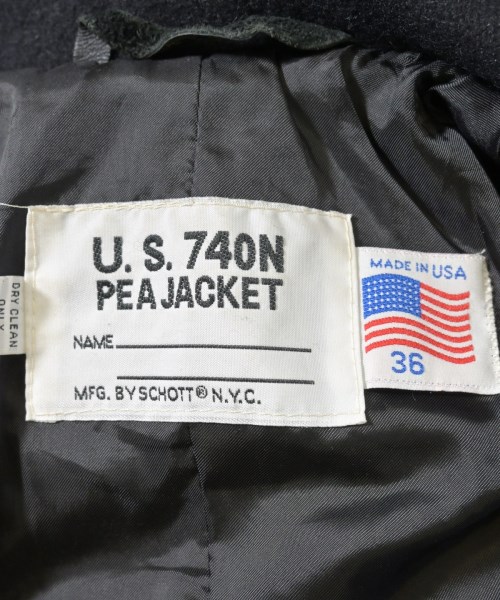 U.S. 740N
PEA JACKET
NAME
MFG. BY SCHOTT® N.Y.C.
MADE IN USA
36
DRY CLEAN
ONLY